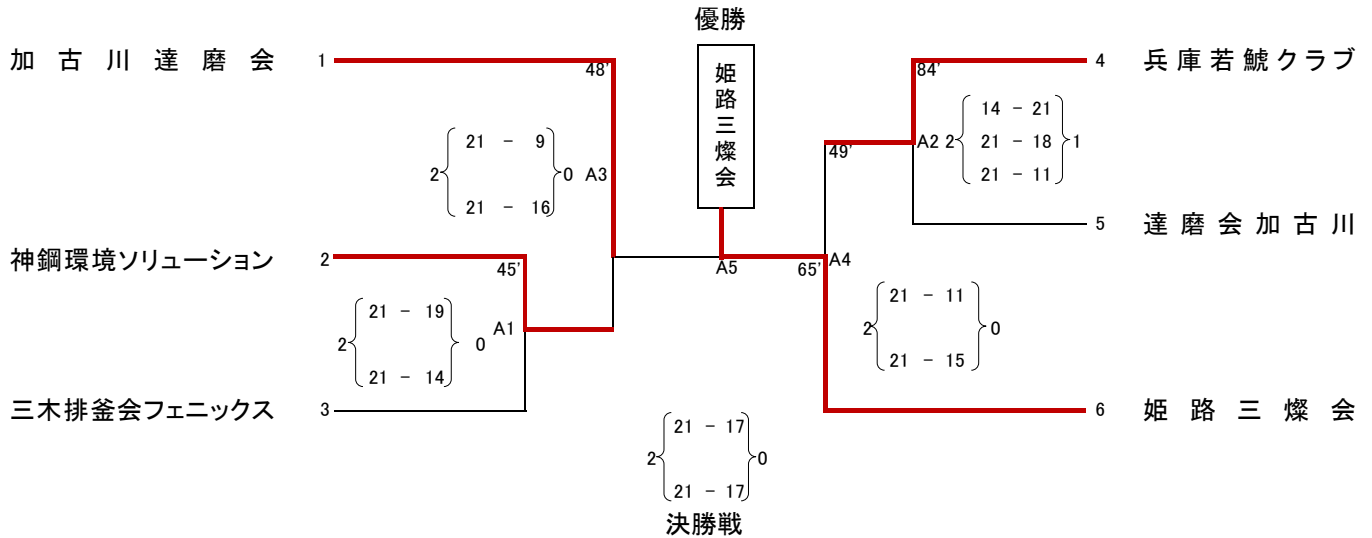 優勝
加古川達磨会 1
48'
姫路三燦会
84'
4 兵庫若鯱クラブ
21 - 9
2 0 A3
21 - 16
49'
A2
14 - 21
2 21 - 18 1
21 - 11
5 達磨会加古川
神鋼環境ソリューション 2
45'
A5
65'
A4
21 - 19
2 0 A1
21 - 14
21 - 11
2 0
21 - 15
三木排釜会フェニックス 3
6 姫路三燦会
21 - 17
2 0
21 - 17
決勝戦